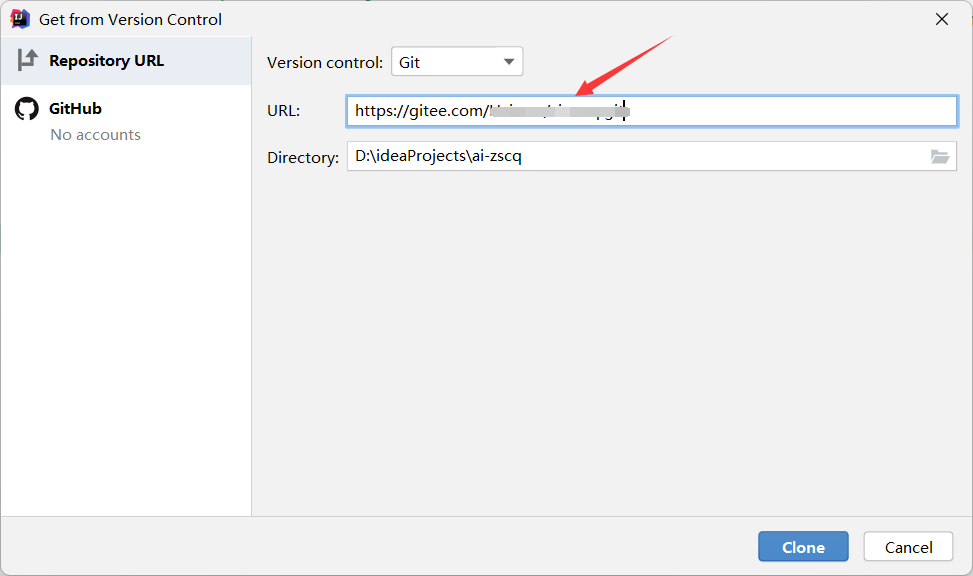 Get from Version Control
Repository URL
GitHub
No accounts
Version control: Git
URL: https://gitee.com/
Directory: D:\ideaProjects\ai-zscq
Clone Cancel